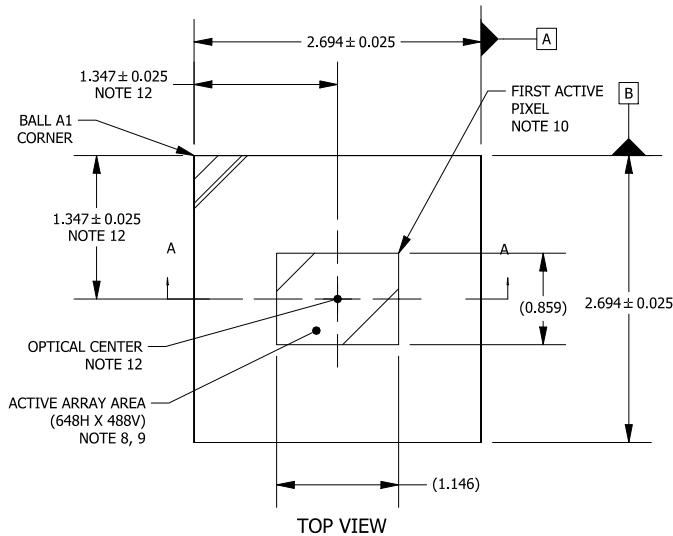 2.694 ± 0.025
A
1.347 ± 0.025
NOTE 12
FIRST ACTIVE
PIXEL
NOTE 10
B
BALL A1
CORNER
1.347 ± 0.025
NOTE 12
A
A
(0.859)
2.694 ± 0.025
OPTICAL CENTER
NOTE 12
ACTIVE ARRAY AREA
(648H X 488V)
NOTE 8, 9
(1.146)
TOP VIEW